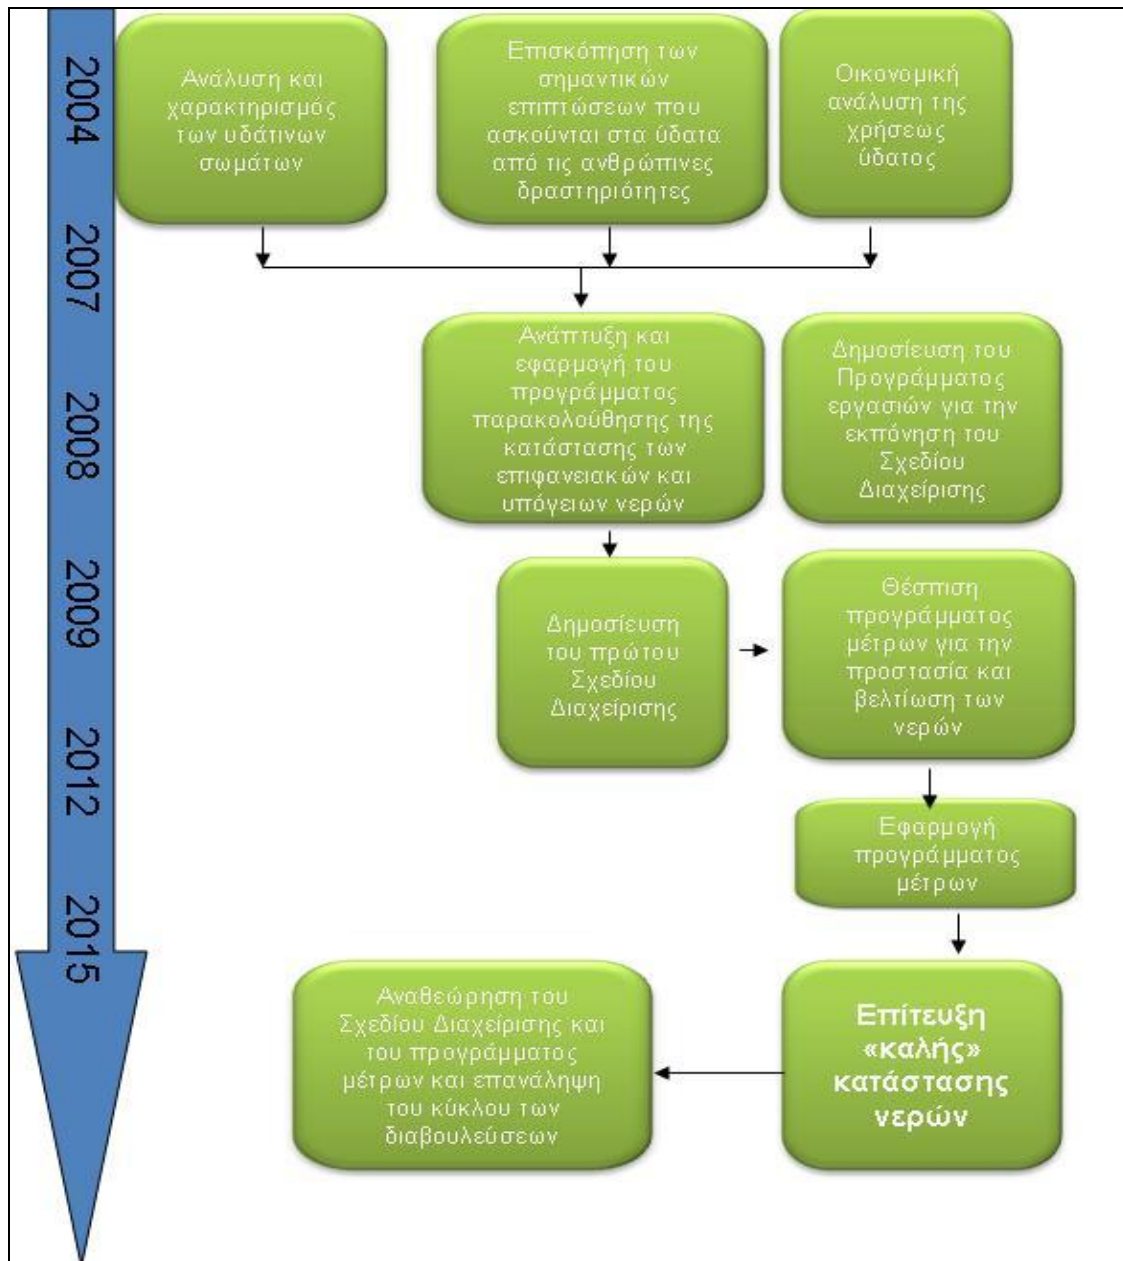 2004
Ανάλυση και
χαρακτηρισμός
των υδάτινων
σωμάτων
Επισκόπηση των
σημαντικών
επιπτώσεων που
ασκούνται στα ύδατα
από τις ανθρώπινες
δραστηριότητες
Οικονομική
ανάλυση της
χρήσεως
ύδατος
2007
2008
Ανάπτυξη και
εφαρμογή του
προγράμματος
παρακολούθησης της
κατάστασης των
επιφανειακών και
υπόγειων νερών
Δημοσίευση του
Προγράμματος
εργασιών για την
εκπόνηση του
Σχεδίου
Διαχείρισης
2009
Δημοσίευση
του πρώτου
Σχεδίου
Διαχείρισης
Θέσπιση
προγράμματος
μέτρων για την
προστασία και
βελτίωση των
νερών
2012
Εφαρμογή
προγράμματος
μέτρων
2015
Αναθεώρηση του
Σχεδίου Διαχείρισης και
του προγράμματος
μέτρων και επανάληψη
του κύκλου των
διαβουλεύσεων
Επίτευξη
«καλής»
κατάστασης
νερών